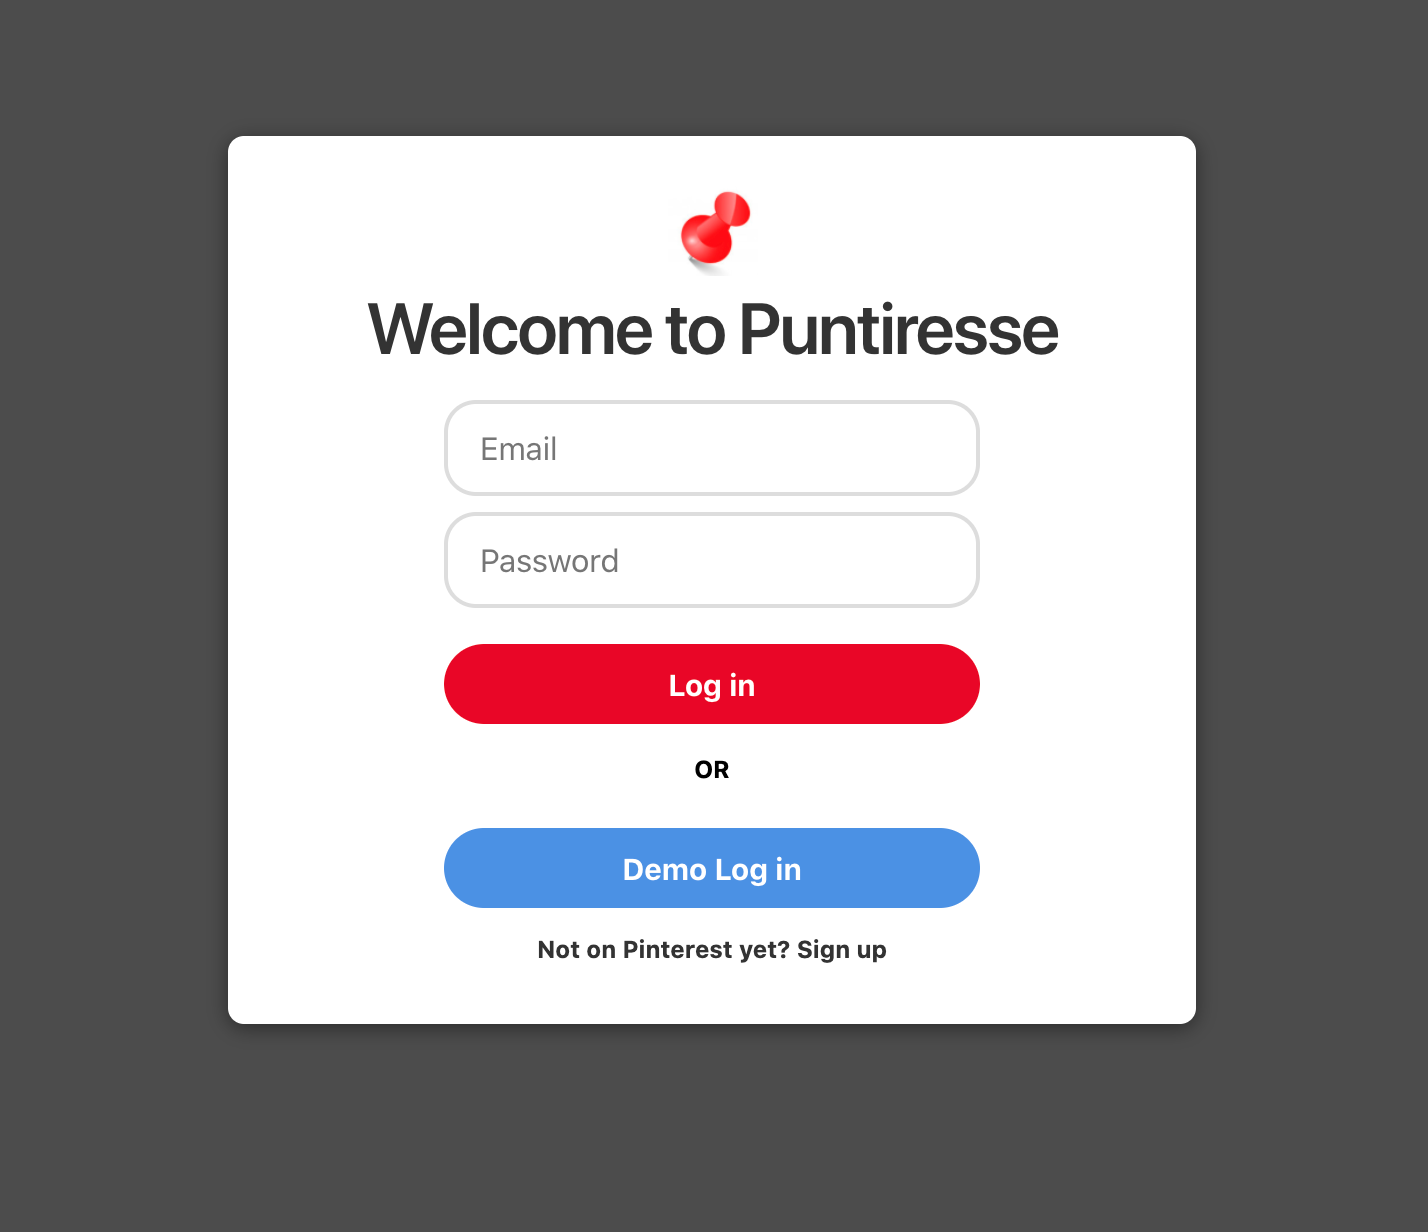 Welcome to Puntiresse
Email
Password
Log in
OR
Demo Log in
Not on Pinterest yet? Sign up